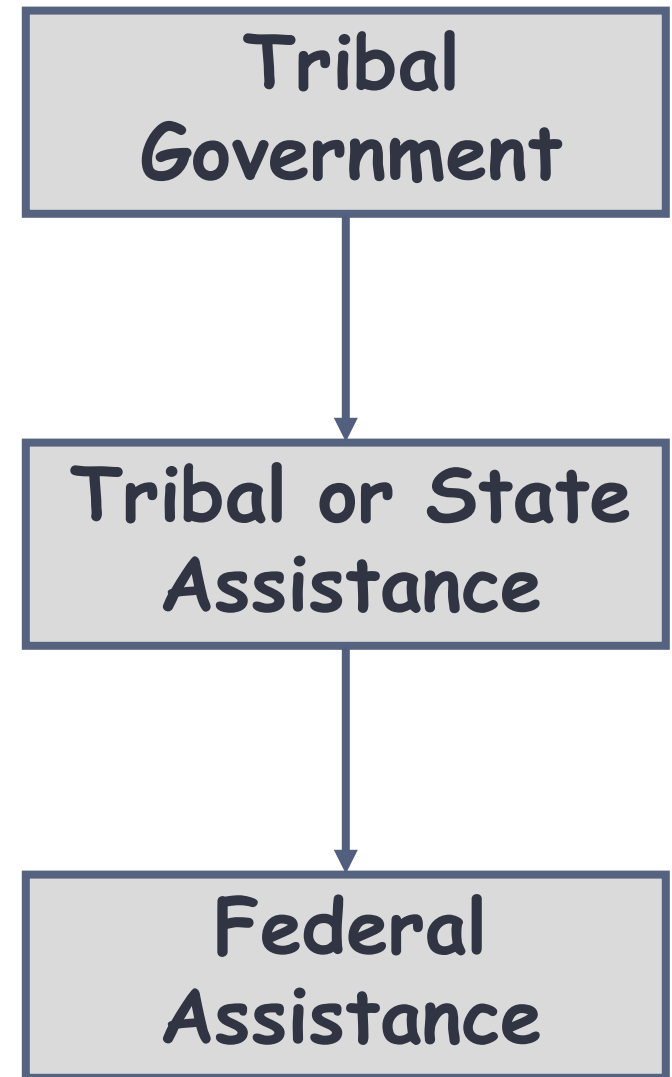 Tribal
Government
Tribal or State
Assistance
Federal
Assistance